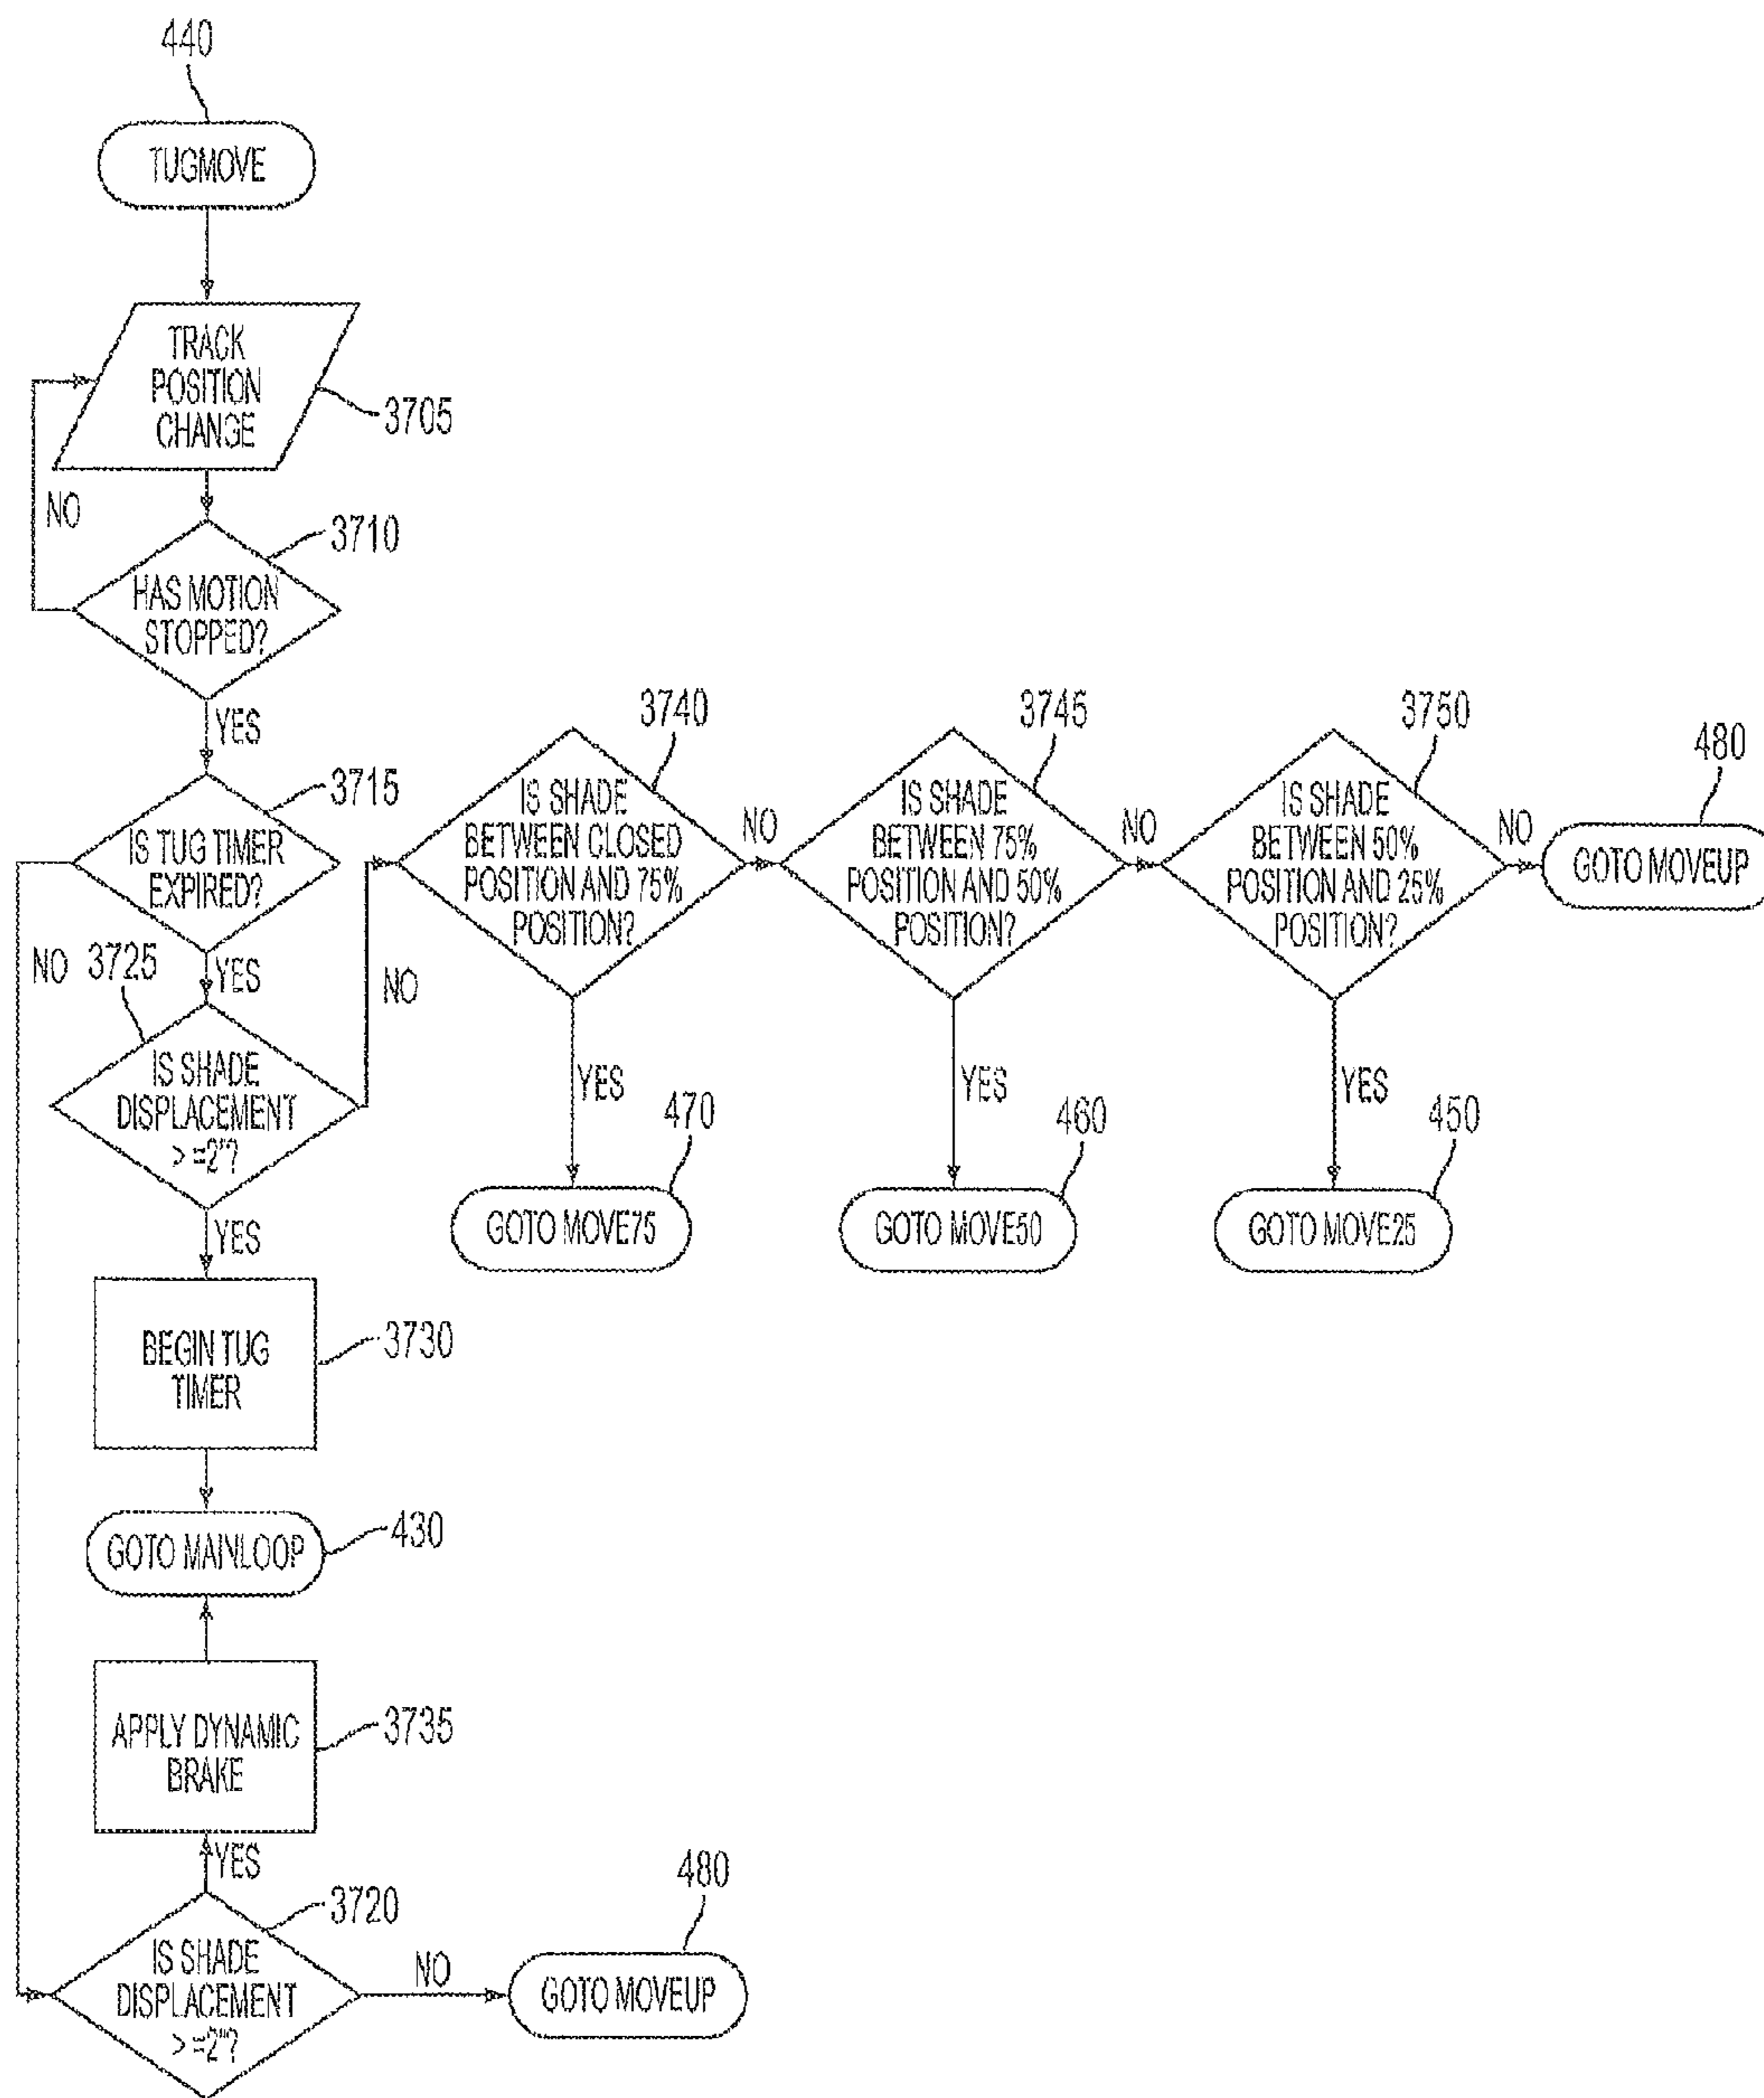 440
TUGMOVE
TRACK
POSITION
CHANGE
3705
NO
3710
HAS MOTION
STOPPED?
YES
3715
IS TUG TIMER
EXPIRED?
NO
3725
YES
IS SHADE
DISPLACEMENT
>=2"?
NO
3740
IS SHADE
BETWEEN CLOSED
POSITION AND 75%
POSITION?
NO
YES
470
GOTO MOVE75
3745
IS SHADE
BETWEEN 75%
POSITION AND 50%
POSITION?
NO
YES
460
GOTO MOVE50
3750
IS SHADE
BETWEEN 50%
POSITION AND 25%
POSITION?
NO
YES
450
GOTO MOVE25
480
GOTO MOVEUP
YES
BEGIN TUG
TIMER
3730
GOTO MAINLOOP
430
APPLY DYNAMIC
BRAKE
3735
YES
3720
IS SHADE
DISPLACEMENT
>=2"?
NO
480
GOTO MOVEUP